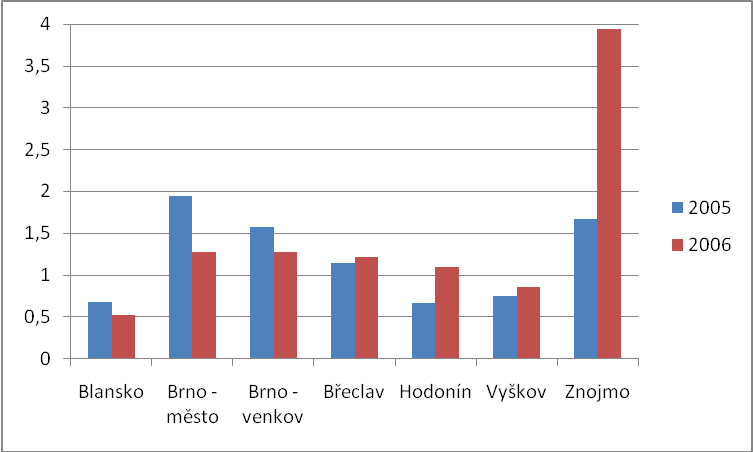 4
3,5
3
2,5
2
1,5
1
0,5
0
Blansko
Brno -
město
Brno -
venkov
Břeclav
Hodonín
Vyškov
Znojmo
2005
2006